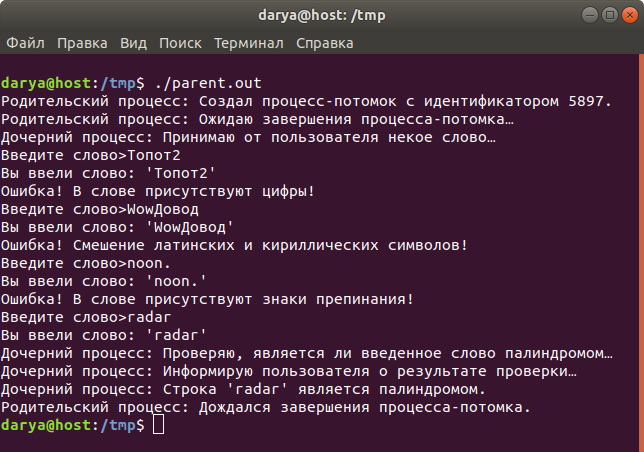 darya@host: /tmp
Файл Правка Вид Поиск Терминал Справка
darya@host:/tmp$ ./parent.out
Родительский процесс: Создал процесс-потомок с идентификатором 5897.
Родительский процесс: Ожидаю завершения процесса-потомка…
Дочерний процесс: Принимаю от пользователя некое слово…
Введите слово>Топот2
Вы ввели слово: 'Топот2'
Ошибка! В слове присутствуют цифры!
Введите слово>WowДовод
Вы ввели слово: 'WowДовод'
Ошибка! Смешение латинских и кириллических символов!
Введите слово>noon.
Вы ввели слово: 'noon.'
Ошибка! В слове присутствуют знаки препинания!
Введите слово>radar
Вы ввели слово: 'radar'
Дочерний процесс: Проверяю, является ли введенное слово палиндромом…
Дочерний процесс: Информирую пользователя о результате проверки…
Дочерний процесс: Строка 'radar' является палиндромом.
Родительский процесс: Дождался завершения процесса-потомка.
darya@host:/tmp$